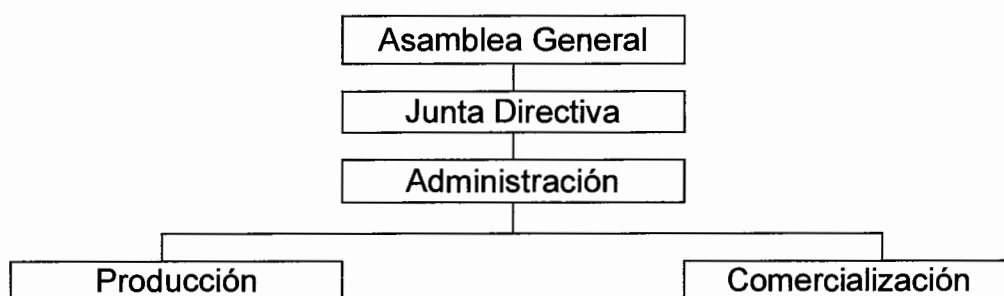 Asamblea General
Junta Directiva
Administración
Producción
Comercialización